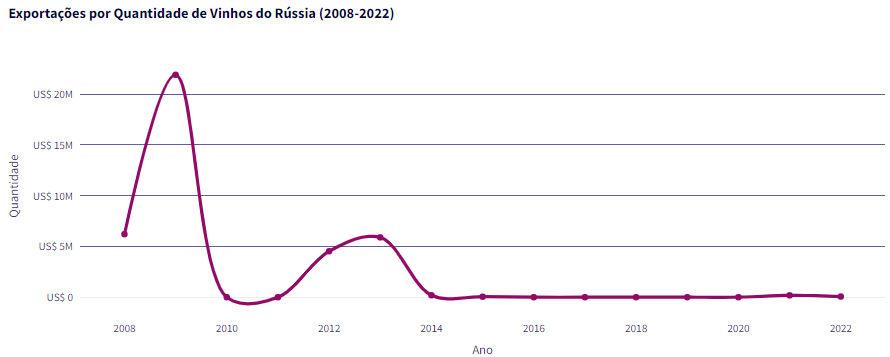 Exportações por Quantidade de Vinhos do Rússia (2008-2022)
US$ 20M
US$ 15M
US$ 10M
US$ 5M
US$ 0
Quantidade
2008 2010 2012 2014 2016 2018 2020 2022
Ano